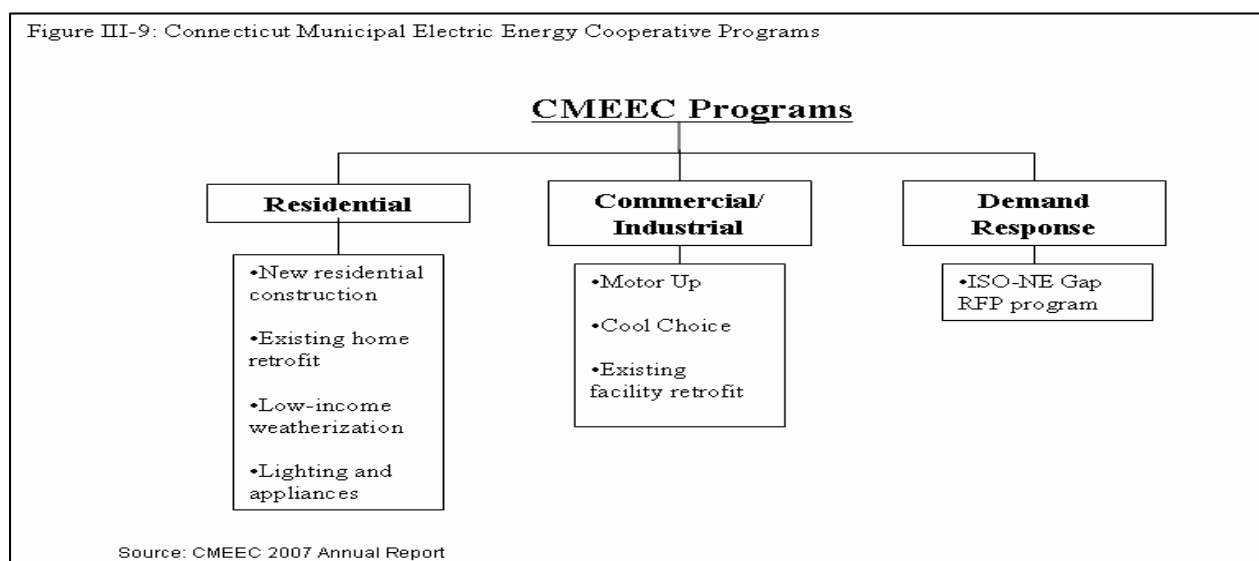 Figure III-9: Connecticut Municipal Electric Energy Cooperative Programs
CMEEC Programs
Residential
•New residential
construction
•Existing home
retrofit
•Low-income
weatherization
•Lighting and
appliances
Commercial/
Industrial
•Motor Up
•Cool Choice
•Existing
facility retrofit
Demand
Response
•ISO-NE Gap
RFP program
Source: CMEEC 2007 Annual Report